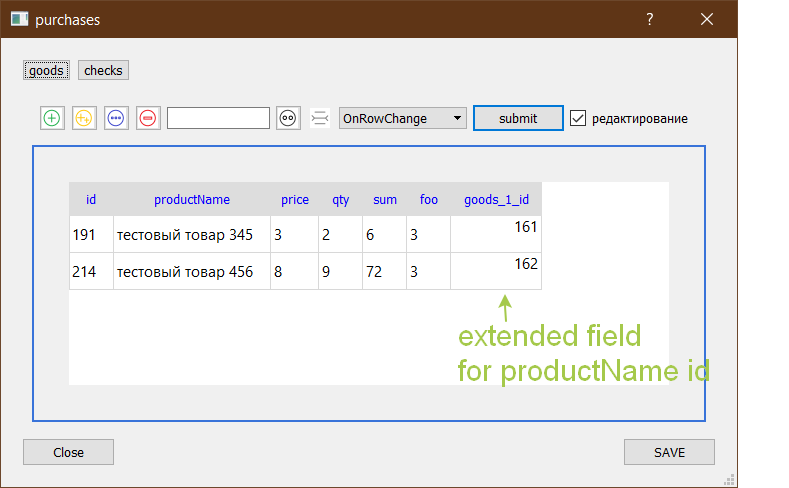 purchases ?
goods checks
OnRowChange submit редактирование
id productName price qty sum foo goods_1_id
191 тестовый товар 345 3 2 6 3 161
214 тестовый товар 456 8 9 72 3 162
extended field
for productName id
Close SAVE